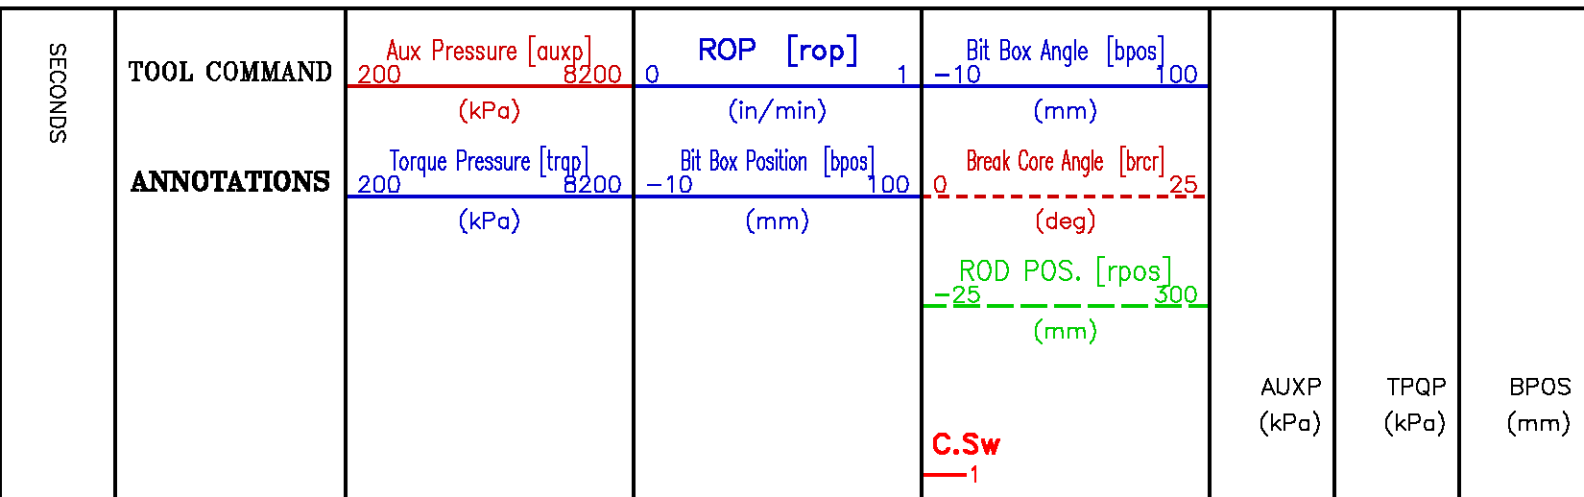 SECONDS
TOOL COMMAND
ANNOTATIONS
Aux Pressure [auxp]
200 8200
(kPa)
Torque Pressure [trqp]
200 8200
(kPa)
ROP [rop]
0 1
(in/min)
Bit Box Position [bpos]
-10 100
(mm)
Bit Box Angle [bpos]
-10 100
(mm)
Break Core Angle [brcr]
0 25
(deg)
ROD POS. [rpos]
-25 300
(mm)
C.Sw
1
AUXP
(kPa)
TPQP
(kPa)
BPOS
(mm)